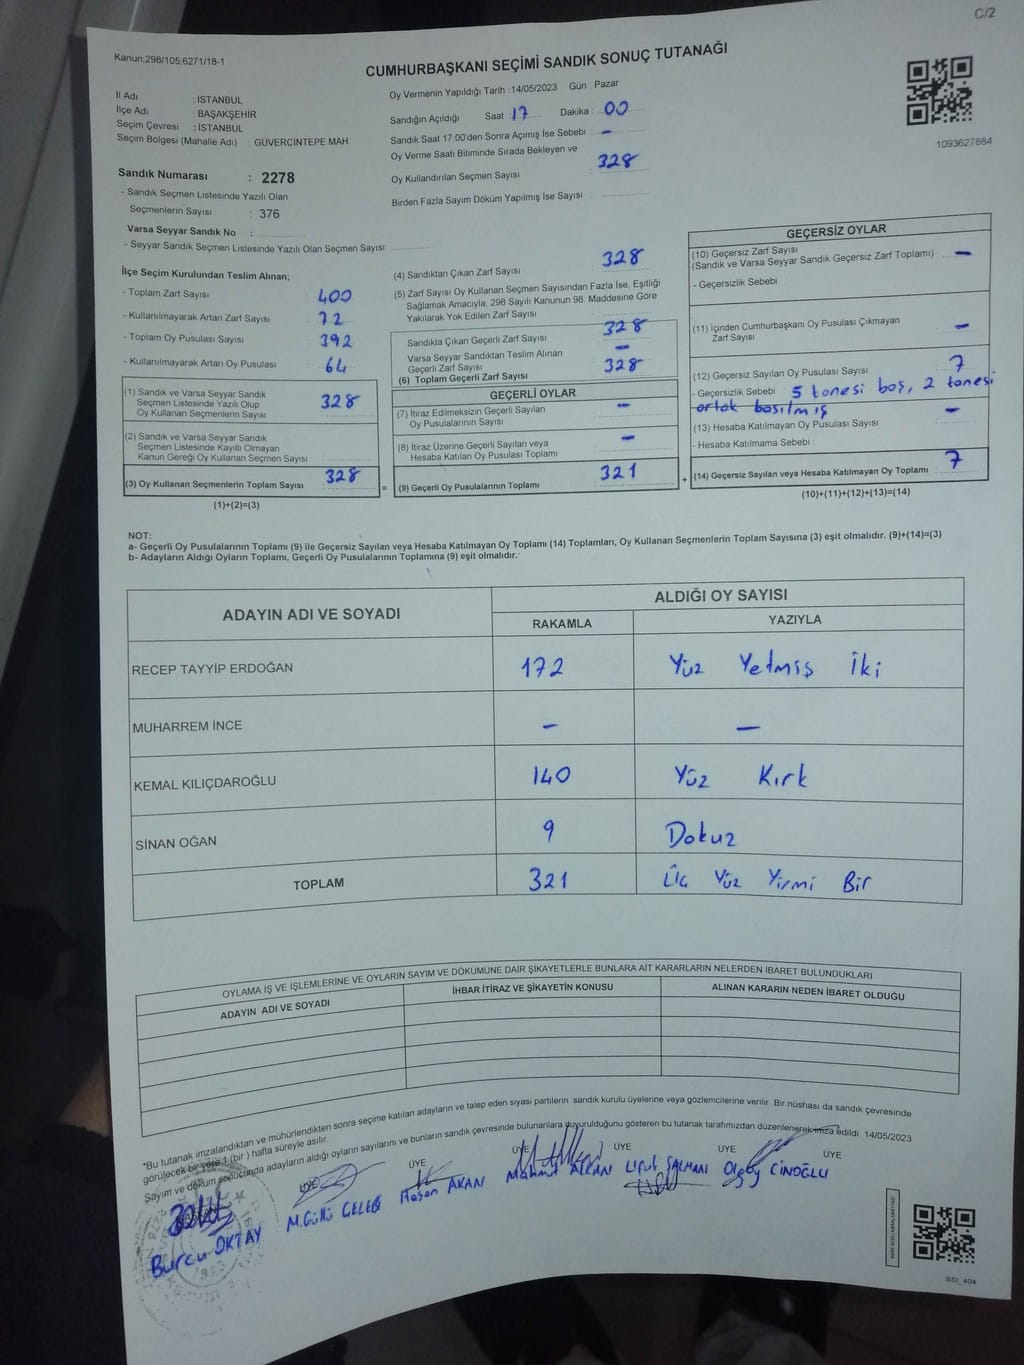 C/2
Kanun,298/105,6271/18-1
CUMHURBAŞKANI SEÇİMİ SANDIK SONUÇ TUTANAĞI
İl Adı : İSTANBUL
İlçe Adı : BAŞAKŞEHİR
Seçim Çevresi : İSTANBUL
Seçim Bölgesi (Mahalle Adı) : GÜVERCİNTEPE MAH.
Oy Vermenin Yapıldığı Tarih : 14/05/2023 Gün : Pazar
Sandığın Açıldığı Saat 17 Dakika : 00
Sandık Saat 17:00'den Sonra Açımış İse Sebebi : -
Oy Verme Saati Bitiminde Sırada Bekleyen ve
Oy Kullandırılan Seçmen Sayısı : 328
Birden Fazla Sayım Döküm Yapılmış İse Sayısı :
1093627884
Sandık Numarası : 2278
- Sandık Seçmen Listesinde Yazılı Olan
Seçmenlerin Sayısı : 376
Varsa Seyyar Sandık No :
- Seyyar Sandık Seçmen Listesinde Yazılı Olan Seçmen Sayısı:
İlçe Seçim Kurulundan Teslim Alınan;
- Toplam Zarf Sayısı : 400
- Kullanılmayarak Artan Zarf Sayısı : 72
- Toplam Oy Pusulası Sayısı : 392
- Kullanılmayarak Artan Oy Pusulası : 64
(1) Sandık ve Varsa Seyyar Sandık
Seçmen Listesinde Yazılı Olup
Oy Kullanan Seçmenlerin Sayısı : 328
(2) Sandık ve Varsa Seyyar Sandık
Seçmen Listesinde Kayıtlı Olmayan
Kanun Gereği Oy Kullanan Seçmen Sayısı :
(3) Oy Kullanan Seçmenlerin Toplam Sayısı : 328
(1)+(2)=(3)
(4) Sandıktan Çıkan Zarf Sayısı : 328
(5) Zarf Sayısı Oy Kullanan Seçmen Sayısından Fazla İse, Eşitliği
Sağlamak Amacıyla; 298 Sayılı Kanunun 98. Maddesine Göre
Yakılarak Yok Edilen Zarf Sayısı :
Sandıkta Çıkan Geçerli Zarf Sayısı : 328
Varsa Seyyar Sandıktan Teslim Alınan
Geçerli Zarf Sayısı : -
(6) Toplam Geçerli Zarf Sayısı : 328
GEÇERLİ OYLAR
(7) İtiraz Edilmeksizin Geçerli Sayılan
Oy Pusulalarının Sayısı : -
(8) İtiraz Üzerine Geçerli Sayılan veya
Hesaba Katılan Oy Pusulası Toplamı : -
= (9) Geçerli Oy Pusulalarının Toplamı : 321 +
GEÇERSİZ OYLAR
(10) Geçersiz Zarf Sayısı
(Sandık ve Varsa Seyyar Sandık Geçersiz Zarf Toplamı) : -
- Geçersizlik Sebebi :
(11) İçinden Cumhurbaşkanı Oy Pusulası Çıkmayan
Zarf Sayısı : -
(12) Geçersiz Sayılan Oy Pusulası Sayısı : 7
- Geçersizlik Sebebi : 5 tanesi boş, 2 tanesi
ortak basılmış
(13) Hesaba Katılmayan Oy Pusulası Sayısı : -
- Hesaba Katılmama Sebebi :
(14) Geçersiz Sayılan veya Hesaba Katılmayan Oy Toplamı : 7
(10)+(11)+(12)+(13)=(14)
NOT:
a- Geçerli Oy Pusulalarının Toplamı (9) ile Geçersiz Sayılan veya Hesaba Katılmayan Oy Toplamı (14) Toplamları, Oy Kullanan Seçmenlerin Toplam Sayısına (3) eşit olmalıdır. (9)+(14)=(3)
b- Adayların Aldığı Oyların Toplamı, Geçerli Oy Pusulalarının Toplamına (9) eşit olmalıdır.
ADAYIN ADI VE SOYADI ALDIĞI OY SAYISI
RAKAMLA YAZIYLA
RECEP TAYYİP ERDOĞAN 172 Yüz Yetmiş İki
MUHARREM İNCE - -
KEMAL KILIÇDAROĞLU 140 Yüz Kırk
SİNAN OĞAN 9 Dokuz
TOPLAM 321 Üç Yüz Yirmi Bir
OYLAMA İŞ VE İŞLEMLERİNE VE OYLARIN SAYIM VE DÖKÜMÜNE DAİR ŞİKAYETLERLE BUNLARA AİT KARARLARIN NELERDEN İBARET BULUNDUKLARI
ADAYIN ADI VE SOYADI İHBAR İTİRAZ VE ŞİKAYETİN KONUSU ALINAN KARARIN NEDEN İBARET OLDUĞU
*Bu tutanak imzalandıktan ve mühürlendikten sonra seçime katılan adayların ve talep eden siyasi partilerin sandık kurulu üyelerine veya gözlemcilerine verilir. Bir nüshası da sandık çevresinde
görülecek bir yere 1 (bir) hafta süreyle asılır.
Sayım ve döküm sonucunda adayların aldığı oyların sayılarını ve bunların sandık çevresinde bulunanlara duyurulduğunu gösteren bu tutanak tarafımızdan düzenlenerek imza edildi. 14/05/2023
ÜYE ÜYE ÜYE ÜYE ÜYE ÜYE
Burcu OKTAY M.Güllü ÇELEBİ Hasan AKAN Mahmut ALKAN ŞALMANİ Olgay CİNOĞLU
SSI_404